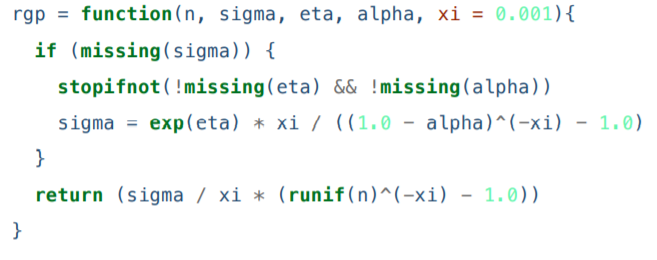 rgp = function(n, sigma, eta, alpha, xi = 0.001){
  if (missing(sigma)) {
    stopifnot(!missing(eta) && !missing(alpha))
    sigma = exp(eta) * xi / ((1.0 - alpha)^(-xi) - 1.0)
  }
  return (sigma / xi * (runif(n)^(-xi) - 1.0))
}